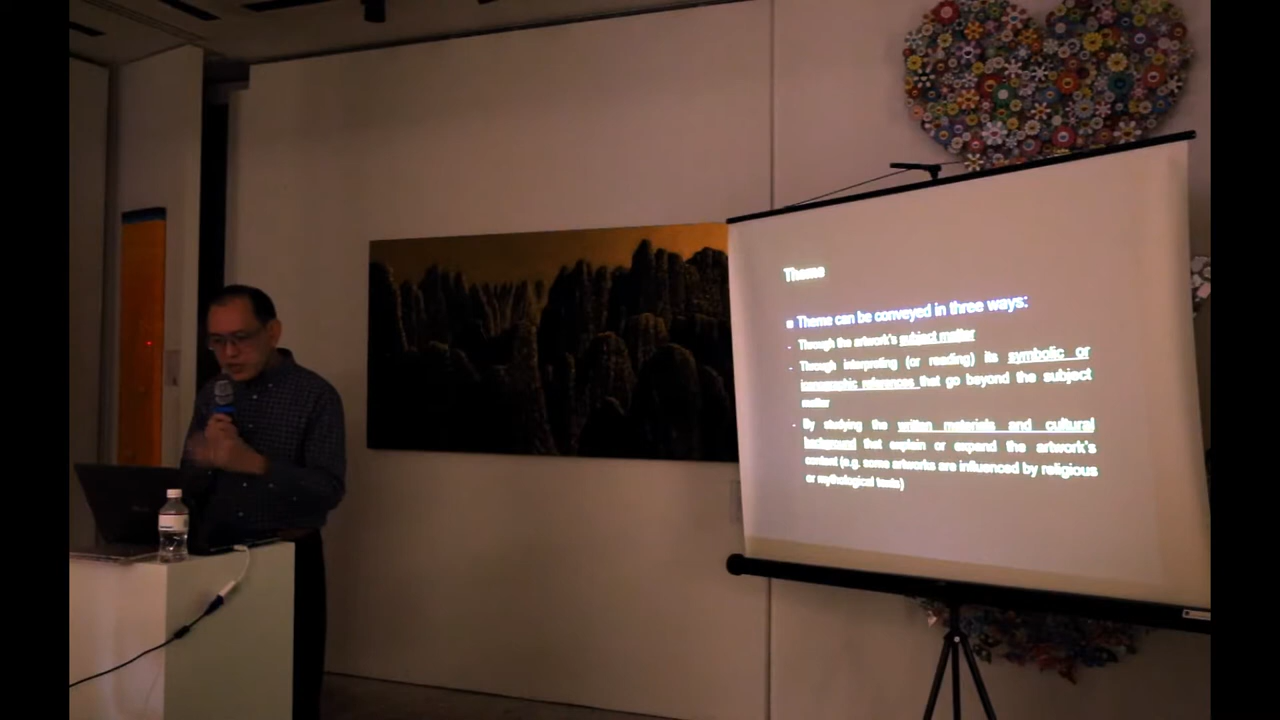 Theme
■ Theme can be conveyed in three ways:
- Through the artwork's subject matter
- Through interpreting (or reading) its symbolic or
iconographic references that go beyond the subject
matter
- By studying the written materials and cultural
background that explain or expand the artwork's
content (e.g. some artworks are influenced by religious
or mythological texts)